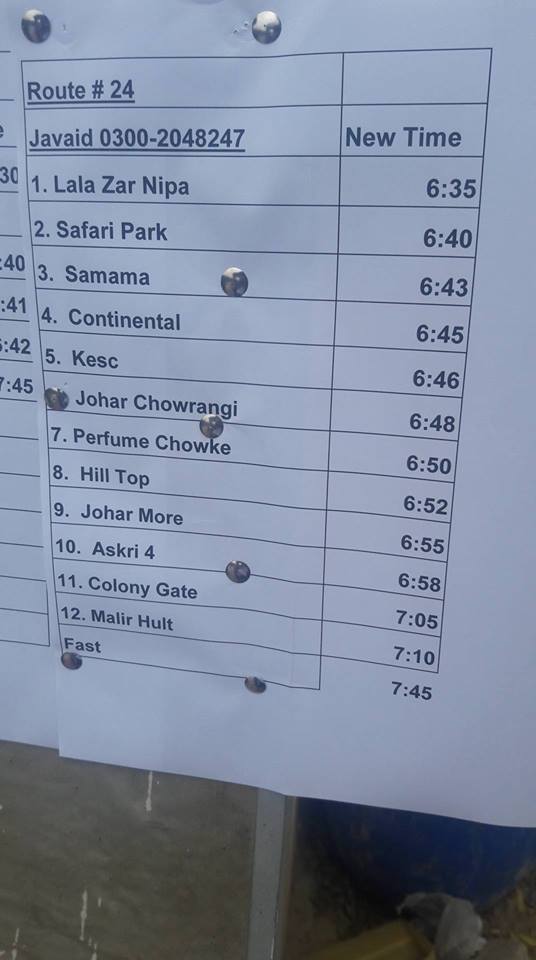 30
:40
:41
:42
7:45
Route # 24
Javaid 0300-2048247 New Time
1. Lala Zar Nipa 6:35
2. Safari Park 6:40
3. Samama 6:43
4. Continental 6:45
5. Kesc 6:46
Johar Chowrangi 6:48
7. Perfume Chowke 6:50
8. Hill Top 6:52
9. Johar More 6:55
10. Askri 4 6:58
11. Colony Gate 7:05
12. Malir Hult 7:10
Fast 7:45